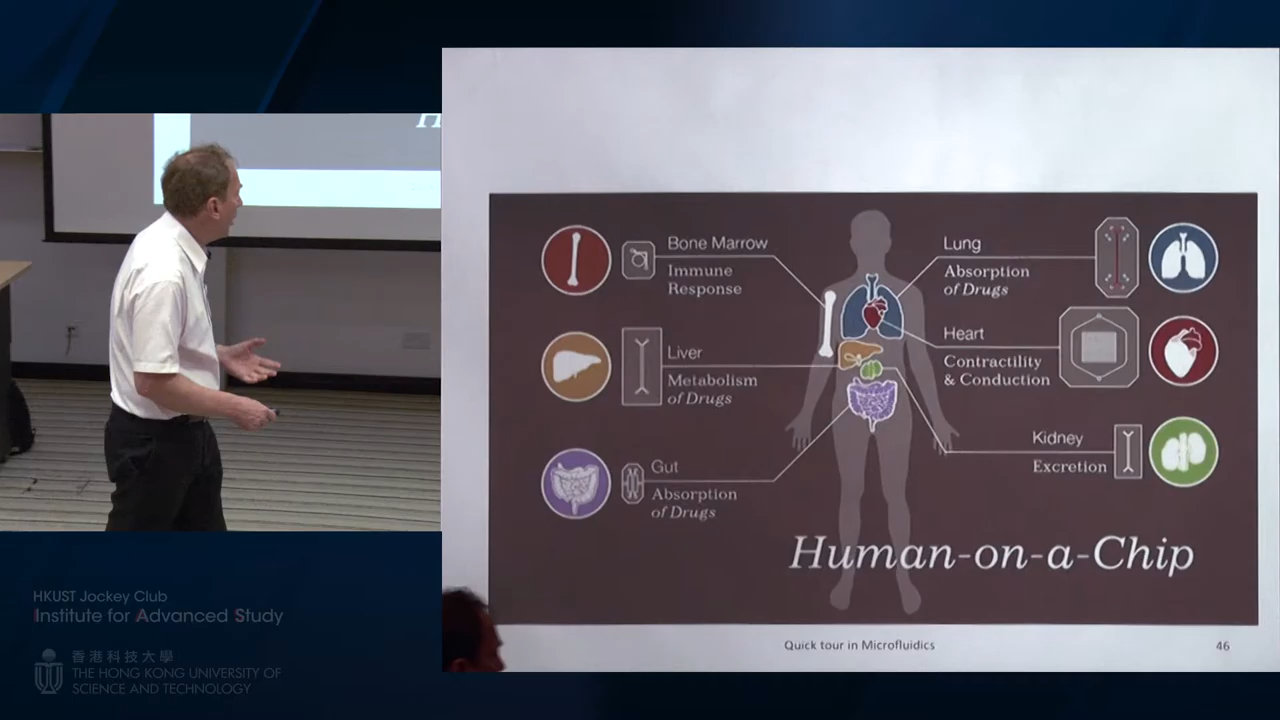 H
Bone Marrow
Immune
Response
Liver
Metabolism
of Drugs
Gut
Absorption
of Drugs
Lung
Absorption
of Drugs
Heart
Contractility
& Conduction
Kidney
Excretion
Human-on-a-Chip
Quick tour in Microfluidics
46
HKUST Jockey Club
Institute for Advanced Study
香港科技大學
THE HONG KONG UNIVERSITY OF
SCIENCE AND TECHNOLOGY